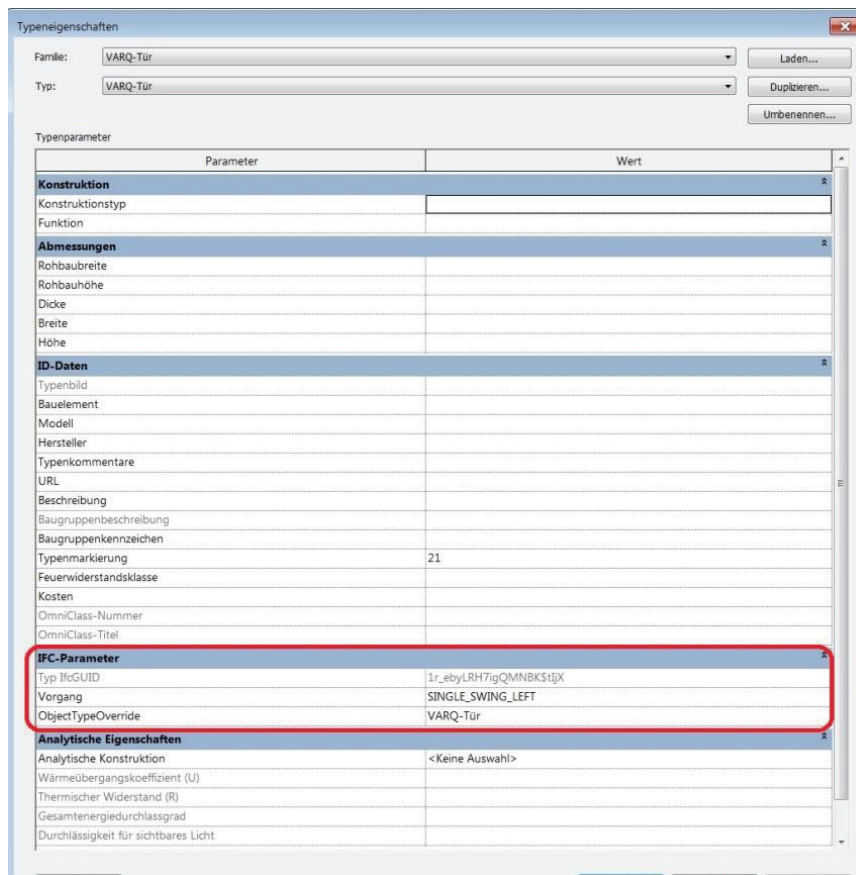 Typeneigenschaften
Familie: VARQ-Tür Laden...
Typ: VARQ-Tür Duplizieren...
Umbenennen...
Typenparameter
Parameter Wert
Konstruktion
Konstruktionstyp
Funktion
Abmessungen
Rohbaubreite
Rohbauhöhe
Dicke
Breite
Höhe
ID-Daten
Typenbild
Bauelement
Modell
Hersteller
Typenkommentare
URL
Beschreibung
Baugruppenbeschreibung
Baugruppenkennzeichen
Typenmarkierung 21
Feuerwiderstandsklasse
Kosten
OmniClass-Nummer
OmniClass-Titel
IFC-Parameter
Typ IfcGUID 1r_ebyLRH7igQMNBK$tIjX
Vorgang SINGLE_SWING_LEFT
ObjectTypeOverride VARQ-Tür
Analytische Eigenschaften
Analytische Konstruktion <Keine Auswahl>
Wärmeübergangskoeffizient (U)
Thermischer Widerstand (R)
Gesamtenergiedurchlassgrad
Durchlässigkeit für sichtbares Licht